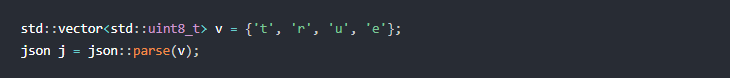 std::vector<std::uint8_t> v = {'t', 'r', 'u', 'e'};
json j = json::parse(v);